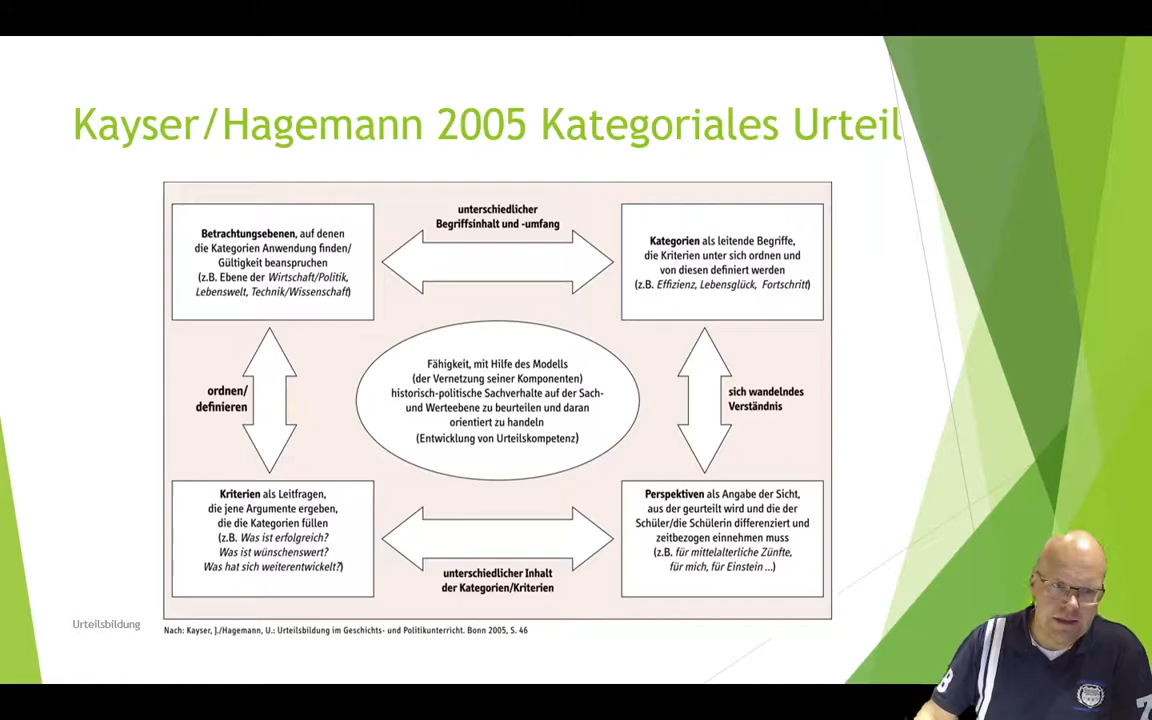 Kayser/Hagemann 2005 Kategoriales Urteil
Betrachtungsebenen, auf denen
die Kategorien Anwendung finden/
Gültigkeit beanspruchen
(z.B. Ebene der Wirtschaft/Politik,
Lebenswelt, Technik/Wissenschaft)
unterschiedlicher
Begriffsinhalt und -umfang
Kategorien als leitende Begriffe,
die Kriterien unter sich ordnen und
von diesen definiert werden
(z.B. Effizienz, Lebensglück, Fortschritt)
ordnen/
definieren
Fähigkeit, mit Hilfe des Modells
(der Vernetzung seiner Komponenten)
historisch-politische Sachverhalte auf der Sach-
und Werteebene zu beurteilen und daran
orientiert zu handeln
(Entwicklung von Urteilskompetenz)
sich wandelndes
Verständnis
Kriterien als Leitfragen,
die jene Argumente ergeben,
die die Kategorien füllen
(z.B. Was ist erfolgreich?
Was ist wünschenswert?
Was hat sich weiterentwickelt?)
unterschiedlicher Inhalt
der Kategorien/Kriterien
Perspektiven als Angabe der Sicht,
aus der geurteilt wird und die der
Schüler/die Schülerin differenziert und
zeitbezogen einnehmen muss
(z.B. für mittelalterliche Zünfte,
für mich, für Einstein ...)
Urteilsbildung
Nach: Kayser, J./Hagemann, U.: Urteilsbildung im Geschichts- und Politikunterricht. Bonn 2005, S. 46